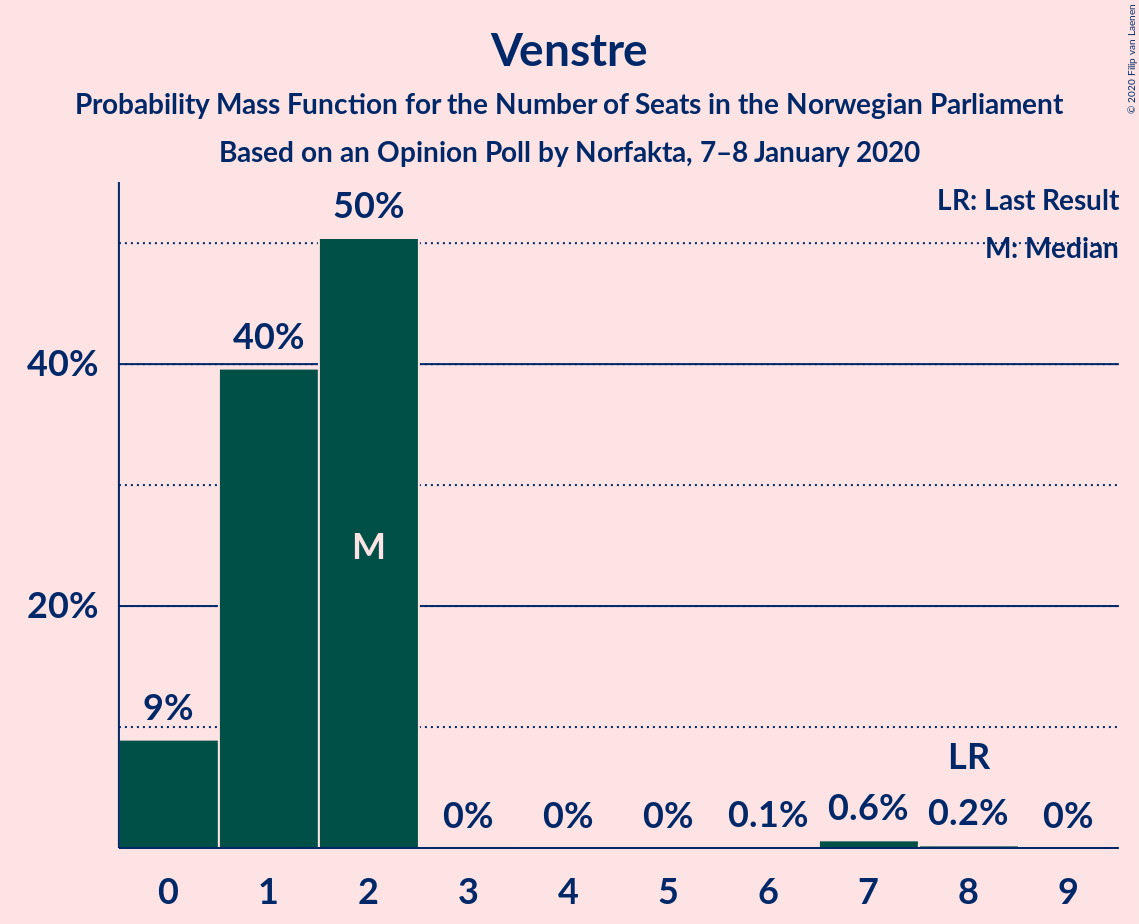 Venstre
Probability Mass Function for the Number of Seats in the Norwegian Parliament
Based on an Opinion Poll by Norfakta, 7–8 January 2020
© 2020 Filip van Laenen
LR: Last Result
M: Median
50%
40%
40%
M
20%
9%
LR
0%
0%
0%
0.1%
0.6%
0.2%
0%
0
1
2
3
4
5
6
7
8
9